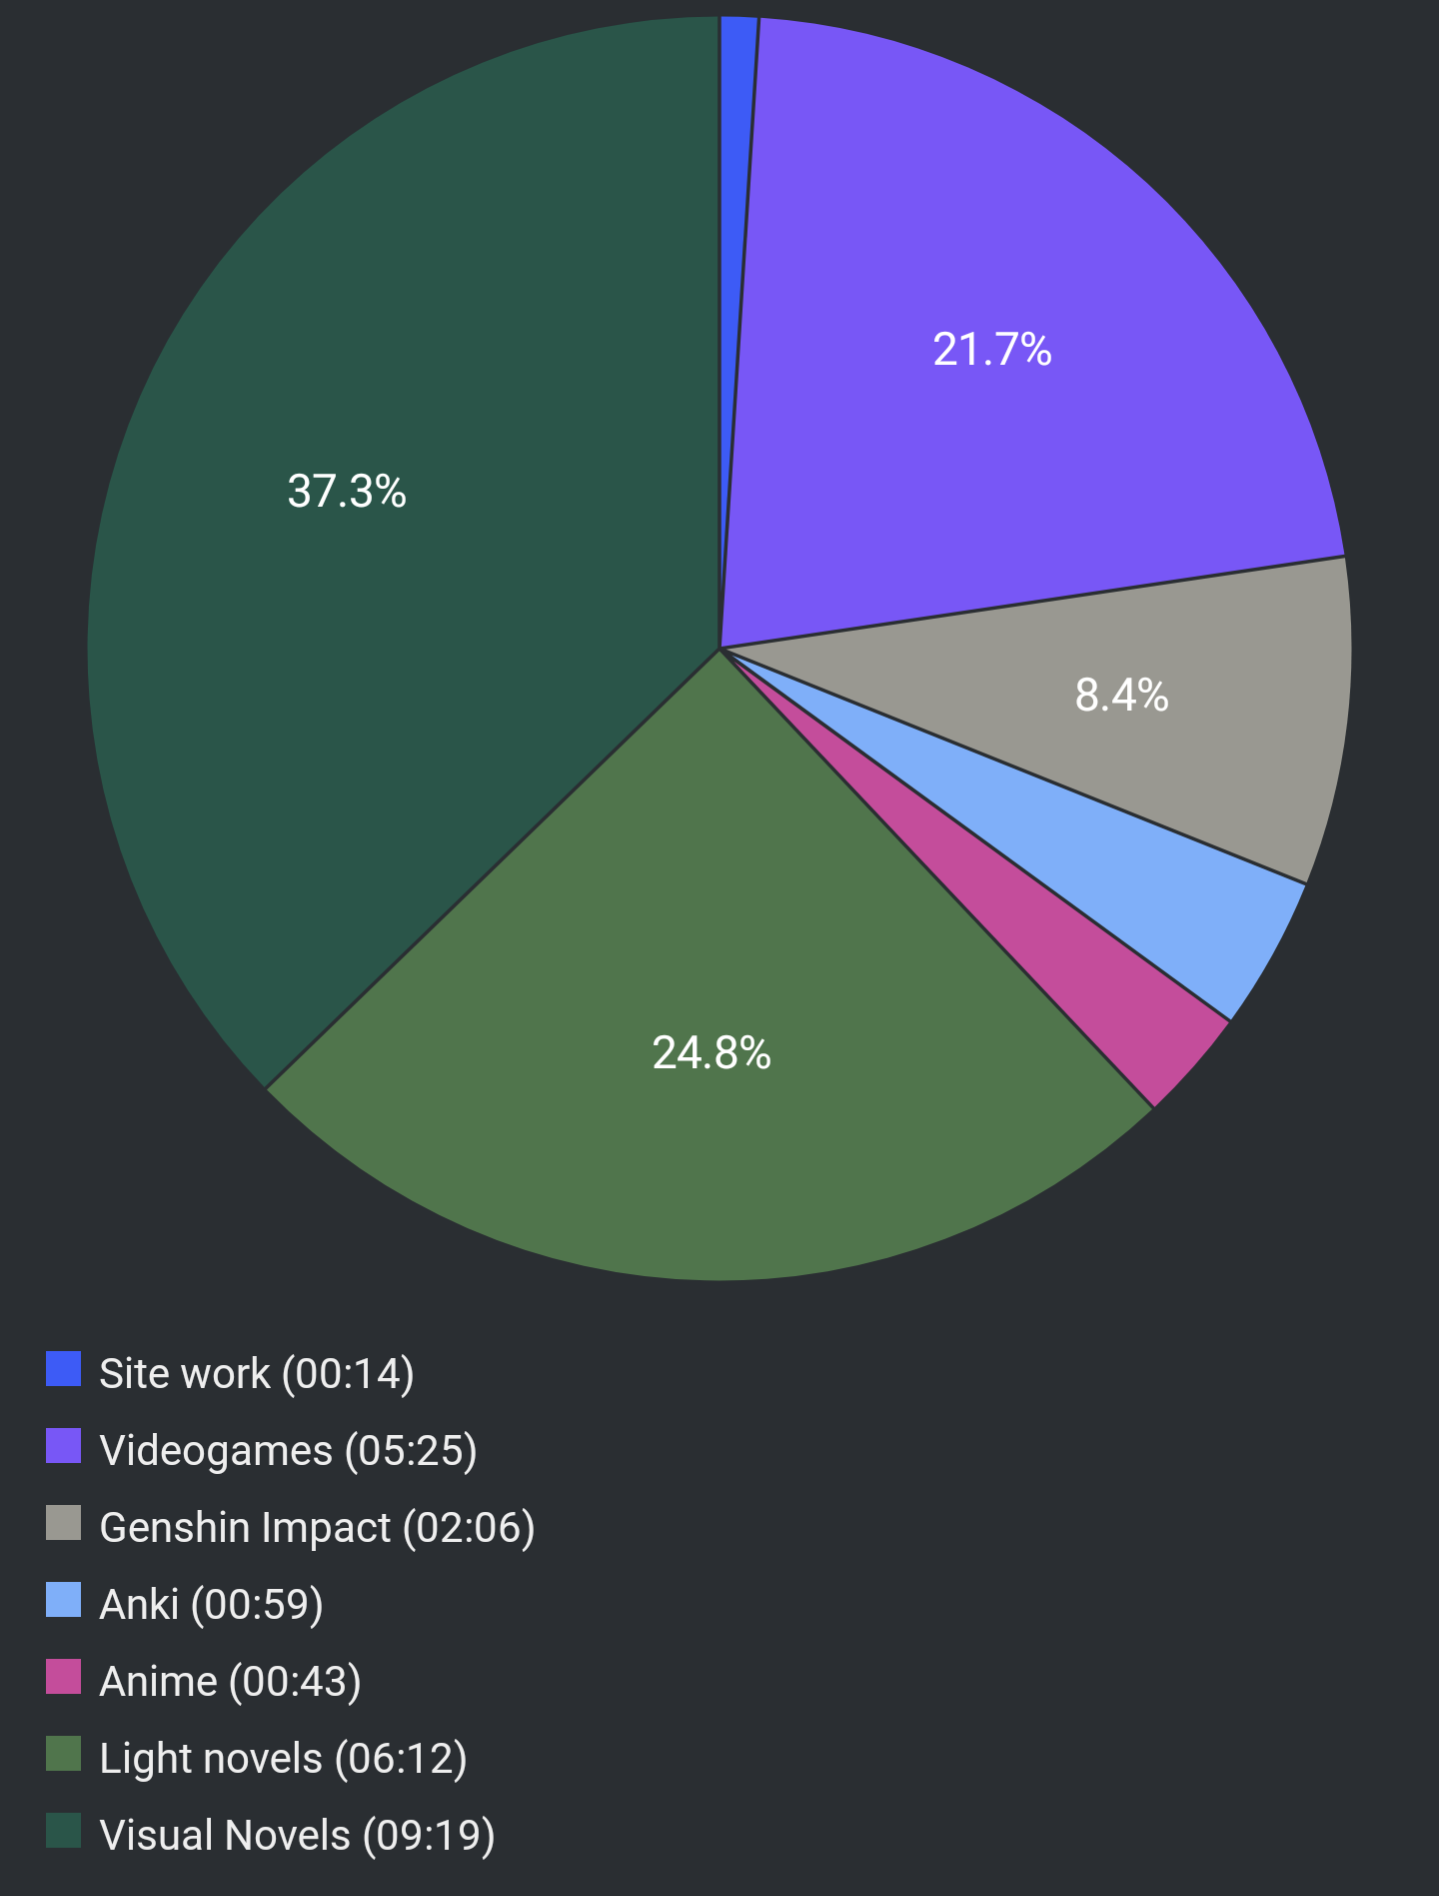 21.7%
37.3%
8.4%
24.8%
Site work (00:14)
Videogames (05:25)
Genshin Impact (02:06)
Anki (00:59)
Anime (00:43)
Light novels (06:12)
Visual Novels (09:19)